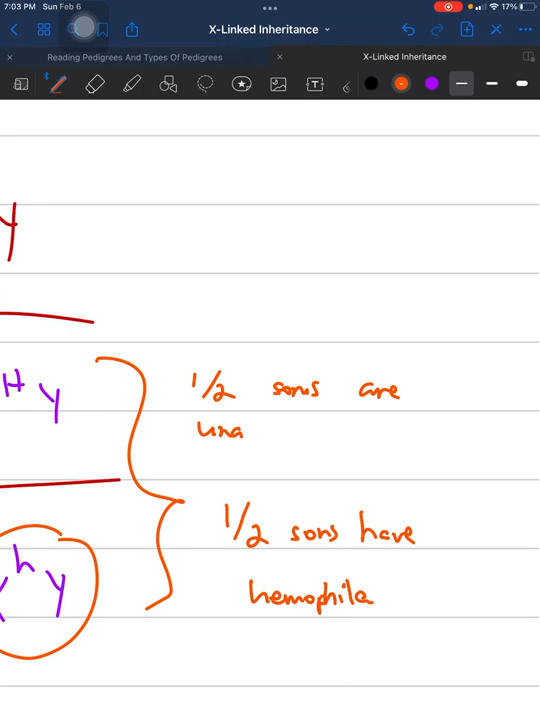 7:03 PM Sun Feb 6
17%
X-Linked Inheritance
Reading Pedigrees And Types Of Pedigrees
X-Linked Inheritance
T
Y
H Y
1/2 sons are
una
1/2 sons have
hemophila
h
X Y